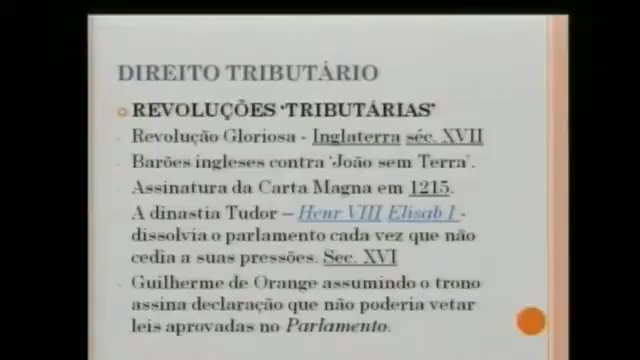 DIREITO TRIBUTÁRIO
REVOLUÇÕES 'TRIBUTÁRIAS'
- Revolução Gloriosa - Inglaterra séc. XVII
- Barões ingleses contra 'João sem Terra'.
- Assinatura da Carta Magna em 1215.
- A dinastia Tudor – Henr VIII Elisab I -
dissolvia o parlamento cada vez que não
cedia a suas pressões. Sec. XVI
- Guilherme de Orange assumindo o trono
assina declaração que não poderia vetar
leis aprovadas no Parlamento.